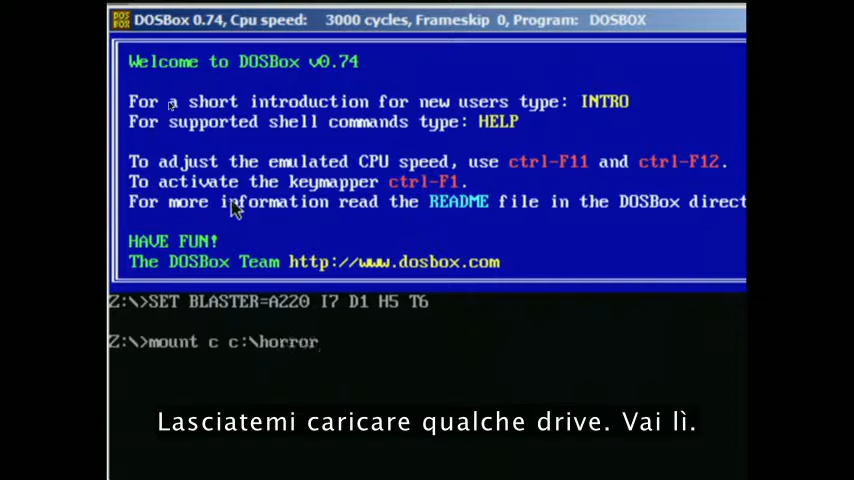 DOSBox 0.74, Cpu speed: 3000 cycles, Frameskip 0, Program: DOSBOX
Welcome to DOSBox v0.74
For a short introduction for new users type: INTRO
For supported shell commands type: HELP
To adjust the emulated CPU speed, use ctrl-F11 and ctrl-F12.
To activate the keymapper ctrl-F1.
For more information read the README file in the DOSBox direct
HAVE FUN!
The DOSBox Team http://www.dosbox.com
Z:\>SET BLASTER=A220 I7 D1 H5 T6
Z:\>mount c c:\horror
Lasciatemi caricare qualche drive. Vai lì.